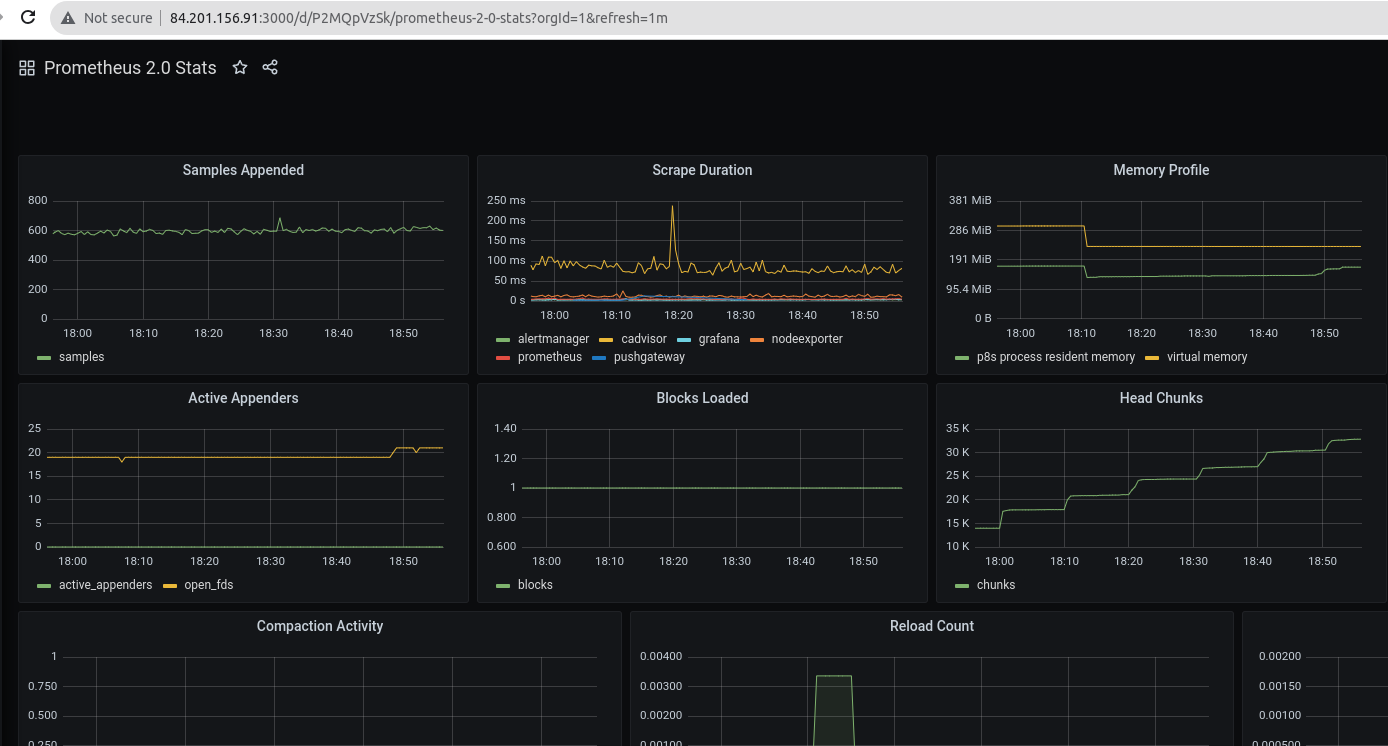 Not secure 84.201.156.91:3000/d/P2MQpVzSk/prometheus-2-0-stats?orgId=1&refresh=1m
Prometheus 2.0 Stats
Samples Appended
800
600
400
200
0
18:00 18:10 18:20 18:30 18:40 18:50
samples
Scrape Duration
250 ms
200 ms
150 ms
100 ms
50 ms
0 s
18:00 18:10 18:20 18:30 18:40 18:50
alertmanager cadvisor grafana nodeexporter
prometheus pushgateway
Memory Profile
381 MiB
286 MiB
191 MiB
95.4 MiB
0 B
18:00 18:10 18:20 18:30 18:40 18:50
p8s process resident memory virtual memory
Active Appenders
25
20
15
10
5
0
18:00 18:10 18:20 18:30 18:40 18:50
active_appenders open_fds
Blocks Loaded
1.40
1.20
1
0.800
0.600
18:00 18:10 18:20 18:30 18:40 18:50
blocks
Head Chunks
35 K
30 K
25 K
20 K
15 K
10 K
18:00 18:10 18:20 18:30 18:40 18:50
chunks
Compaction Activity
1
0.750
0.500
0.250
Reload Count
0.00400
0.00300
0.00200
0.00100
0.00200
0.00150
0.00100
0.000500